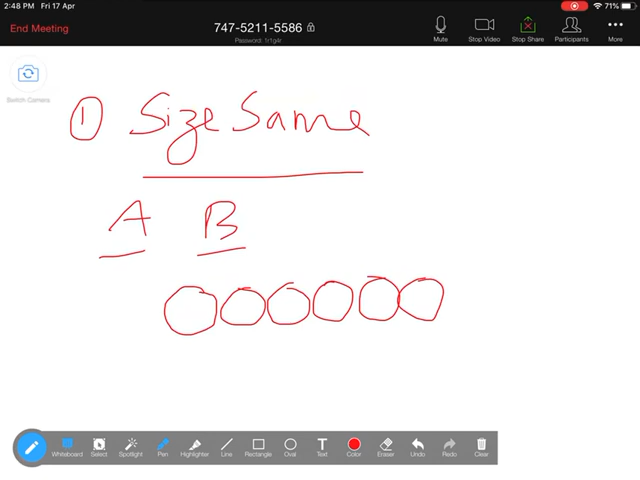 2:48 PM Fri 17 Apr 71%
End Meeting 747-5211-5586 Mute Stop Video Stop Share Participants More
Password: 1r1g4r
Switch Camera
① Size Same
A B
Whiteboard Select Spotlight Pen Highlighter Line Rectangle Oval Text Color Eraser Undo Redo Clear